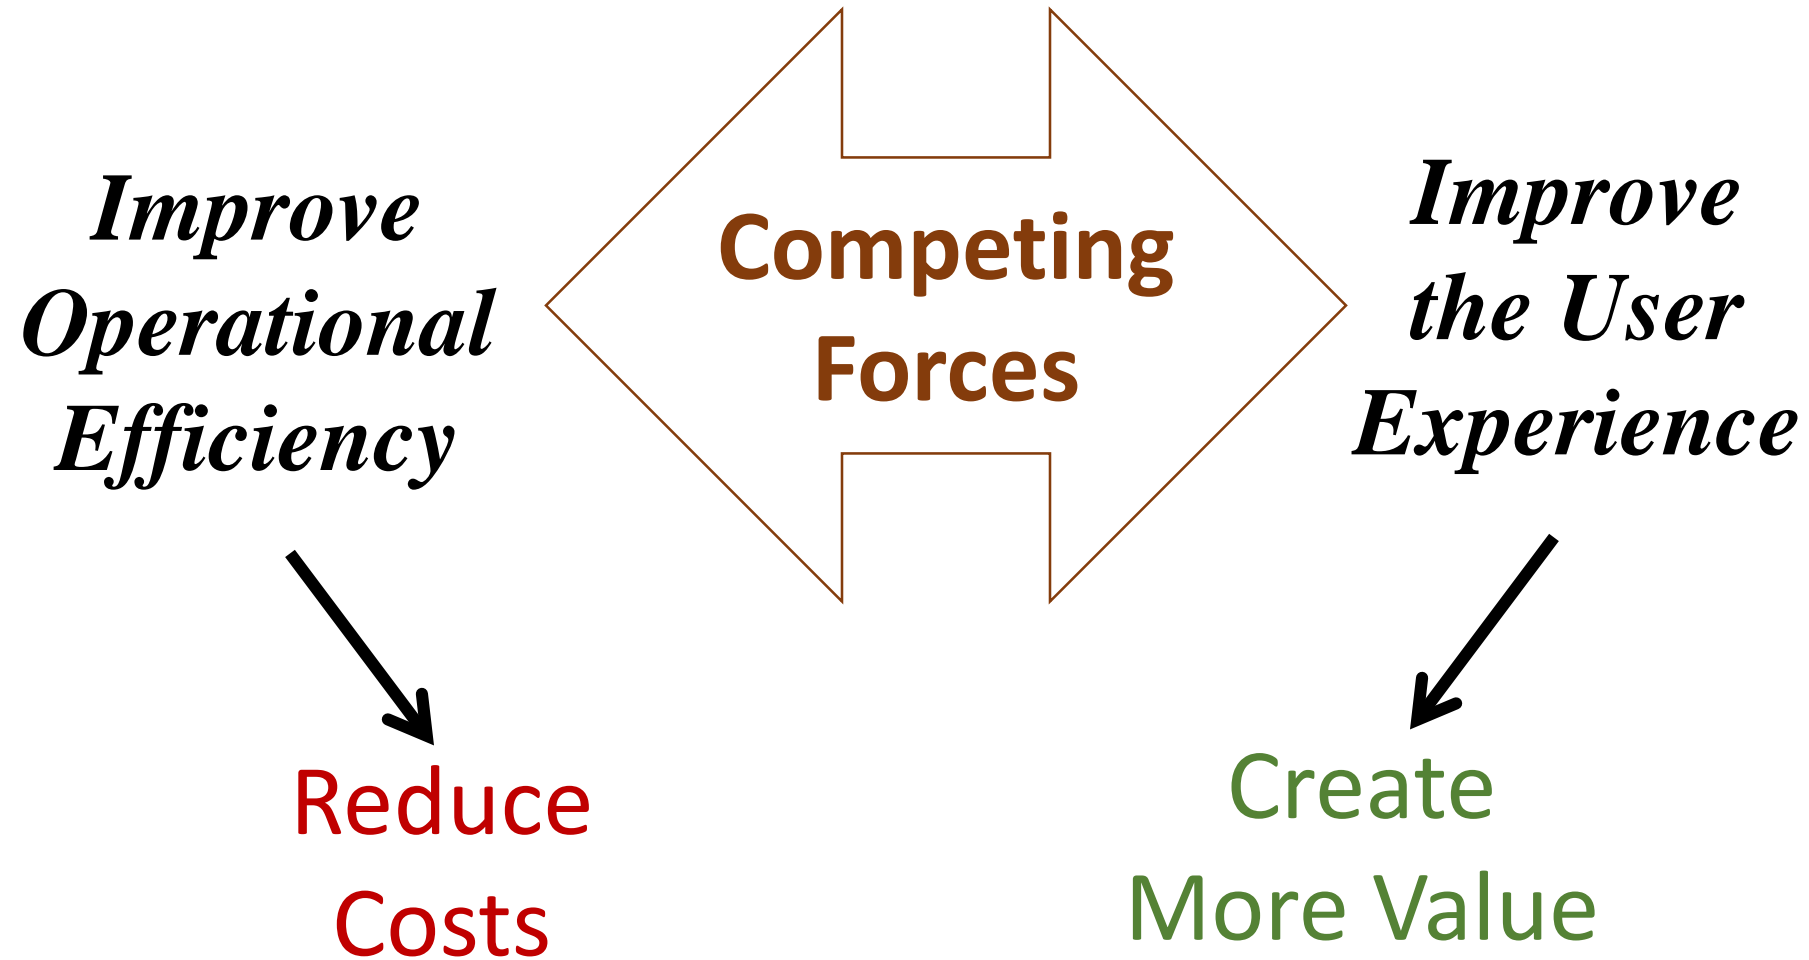 Improve
Operational
Efficiency
Competing
Forces
Improve
the User
Experience
Reduce
Costs
Create
More Value